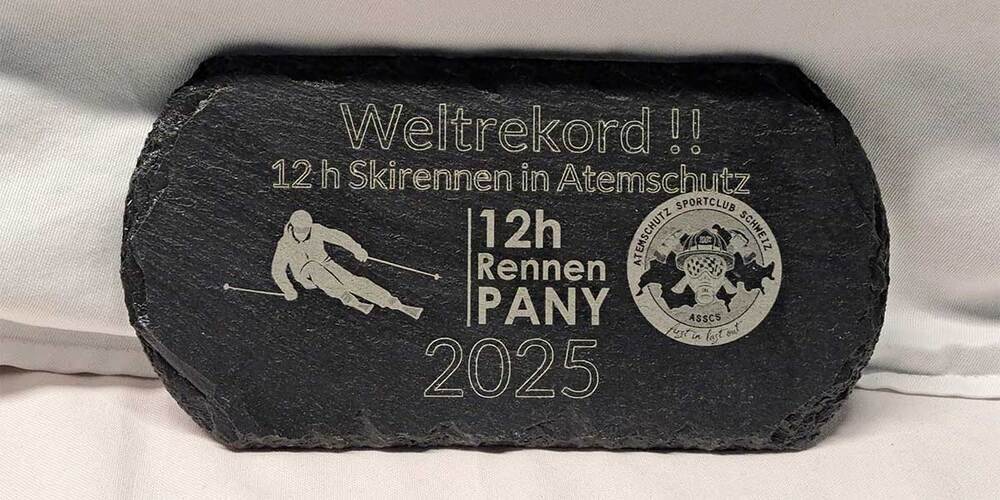 Weltrekord !!
12 h Skirennen in Atemschutz
12h
Rennen
PANY
ATEMSCHUTZ SPORTCLUB SCHWEIZ
ASSCS
first in last out
2025